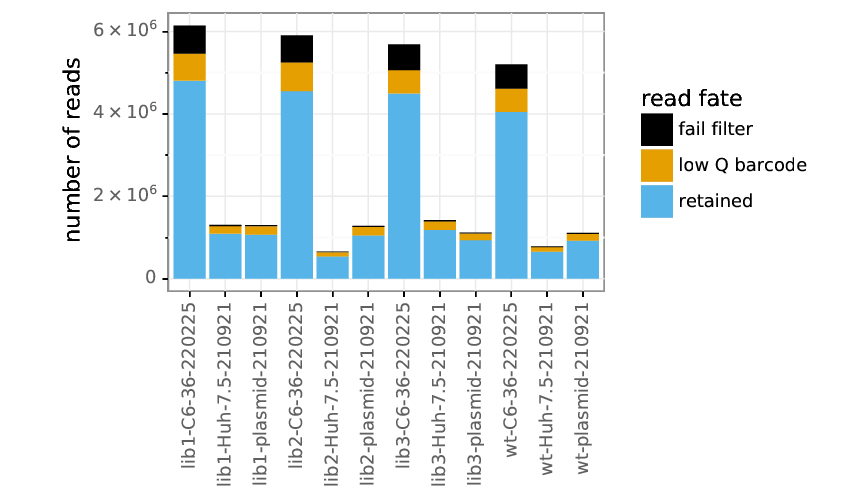 number of reads
6 × 10⁶
4 × 10⁶
2 × 10⁶
0
lib1-C6-36-220225
lib1-Huh-7.5-210921
lib1-plasmid-210921
lib2-C6-36-220225
lib2-Huh-7.5-210921
lib2-plasmid-210921
lib3-C6-36-220225
lib3-Huh-7.5-210921
lib3-plasmid-210921
wt-C6-36-220225
wt-Huh-7.5-210921
wt-plasmid-210921
read fate
fail filter
low Q barcode
retained